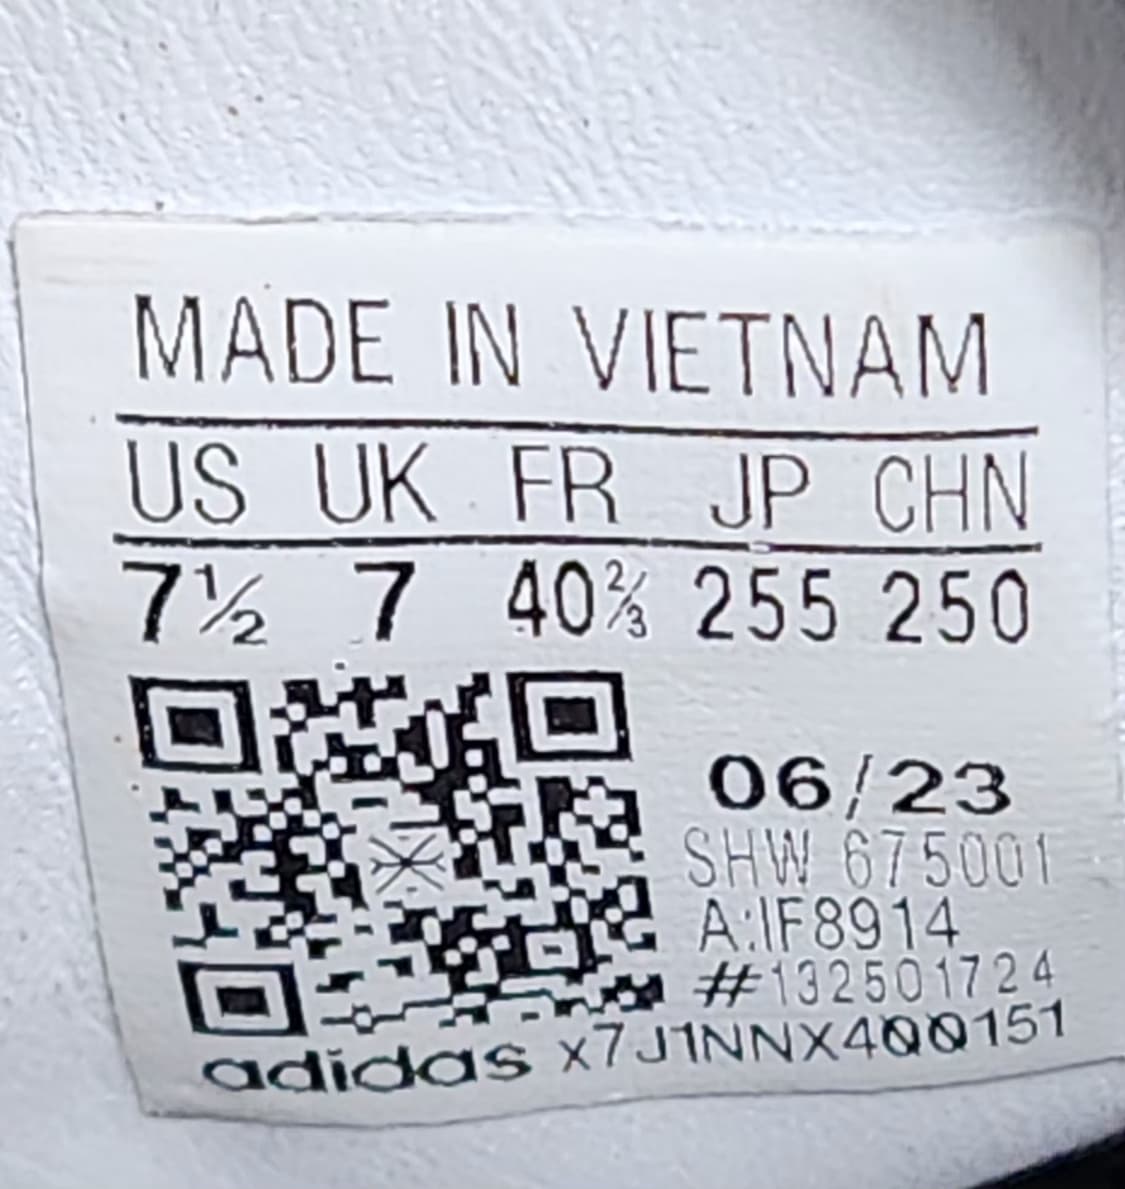 MADE IN VIETNAM
US UK FR JP CHN
7½ 7 40⅔ 255 250
06/23
SHW 675001
A:IF8914
#132501724
adidas x7J1NNX400151